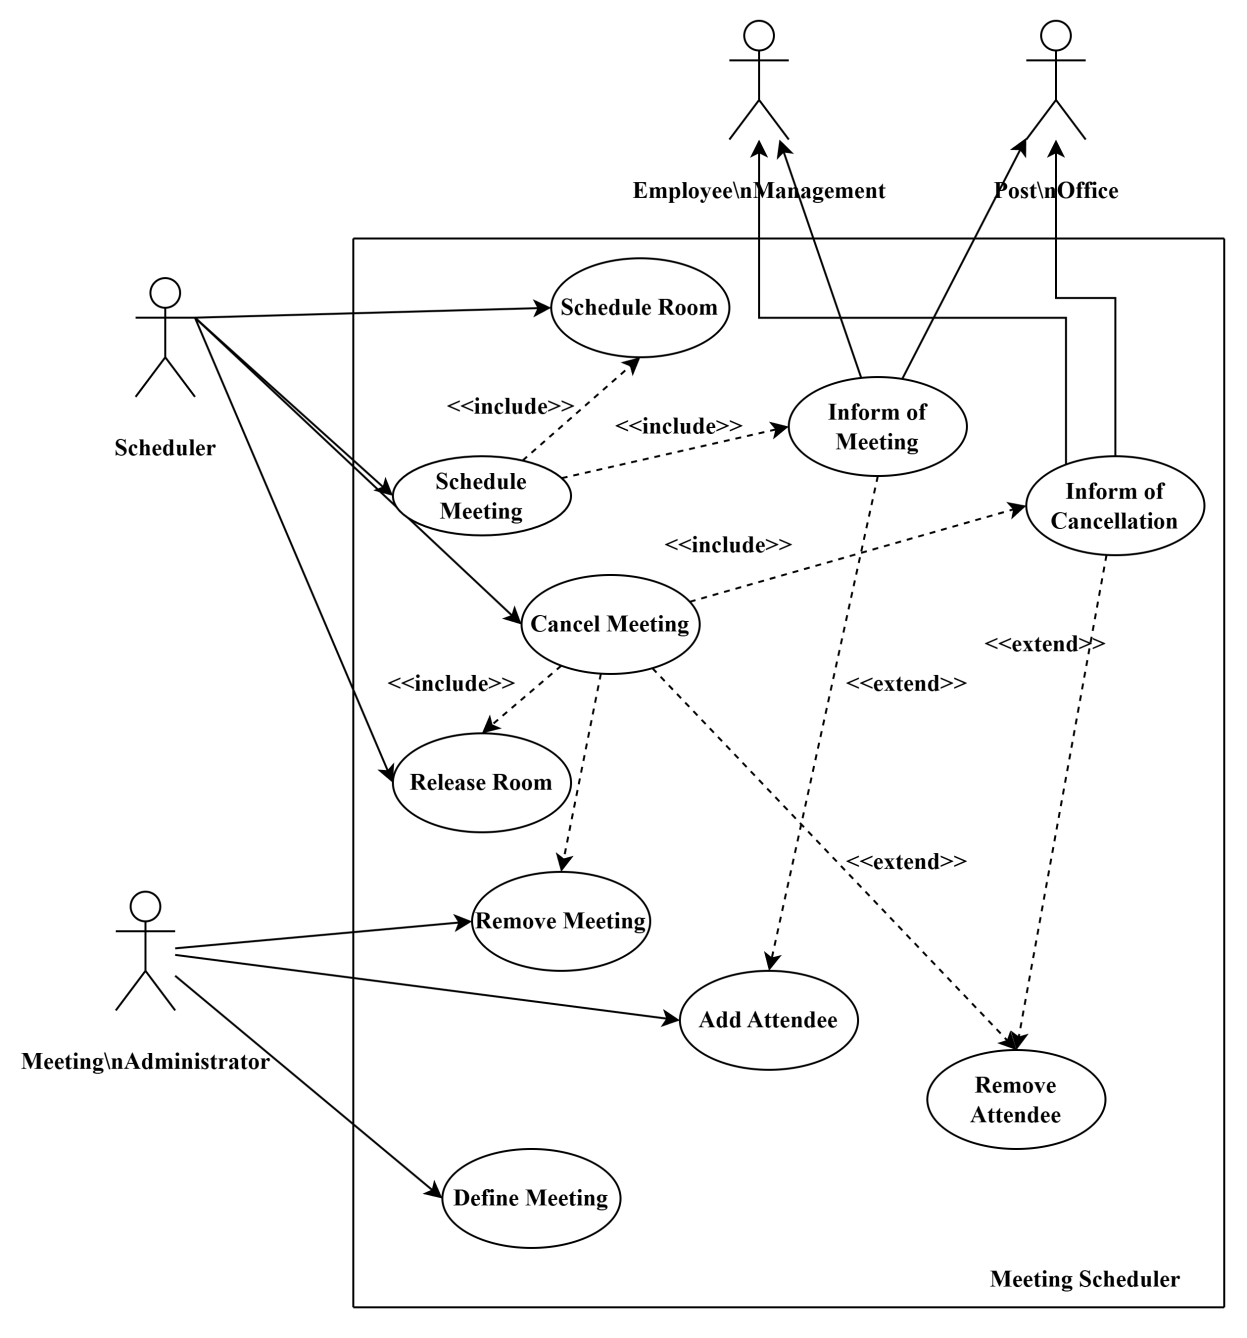 Employee\nManagement
Post\nOffice
Schedule Room
<<include>>
<<include>>
Inform of
Meeting
Scheduler
Schedule
Meeting
Inform of
Cancellation
<<include>>
Cancel Meeting
<<extend>>
<<include>>
<<extend>>
Release Room
<<extend>>
Remove Meeting
Add Attendee
Meeting\nAdministrator
Remove
Attendee
Define Meeting
Meeting Scheduler